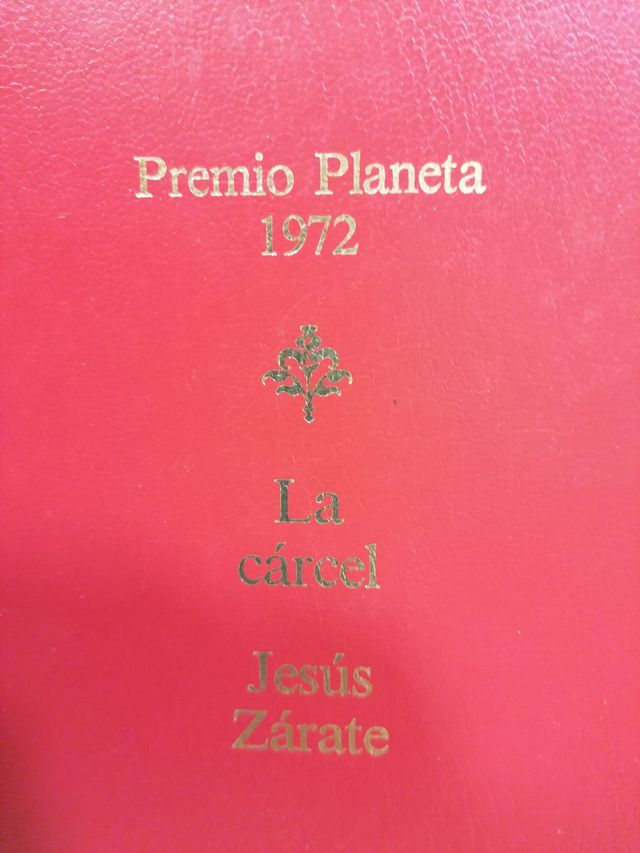 Premio Planeta
1972
La
cárcel
Jesús
Zárate